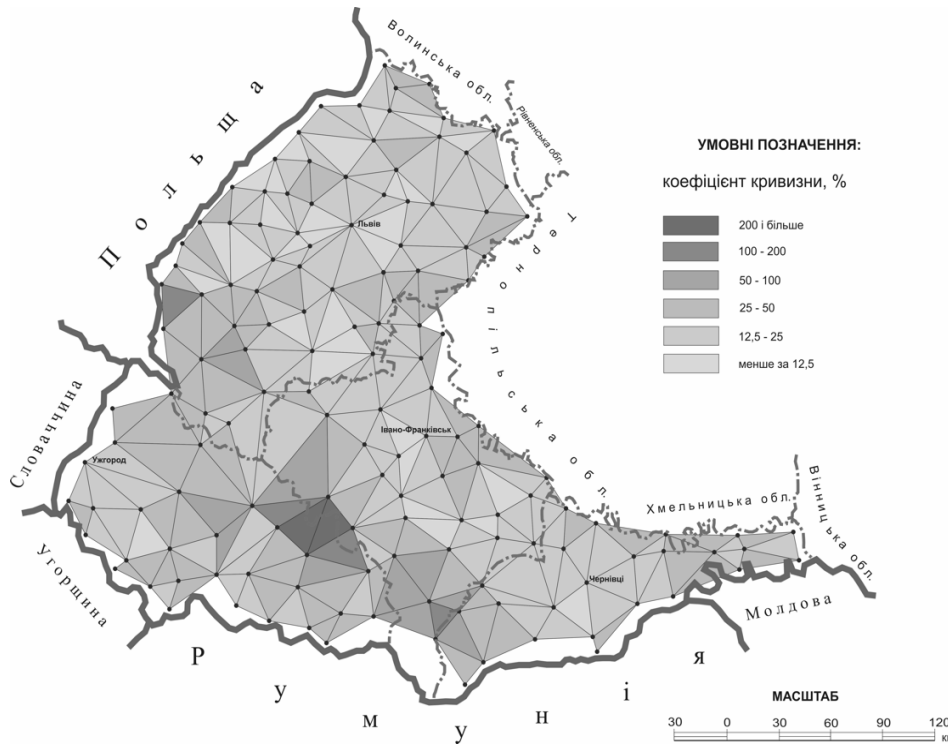 Волинська обл.
Рівненська обл.
Польща
УМОВНІ ПОЗНАЧЕННЯ:
коефіцієнт кривизни, %
200 і більше
100 - 200
50 - 100
25 - 50
12,5 - 25
менше за 12,5
Львів
Тернопільська обл.
Словаччина
Івано-Франківськ
Ужгород
Хмельницька обл.
Вінницька обл.
Угорщина
Чернівці
Молдова
Румунія
МАСШТАБ
30 0 30 60 90 120